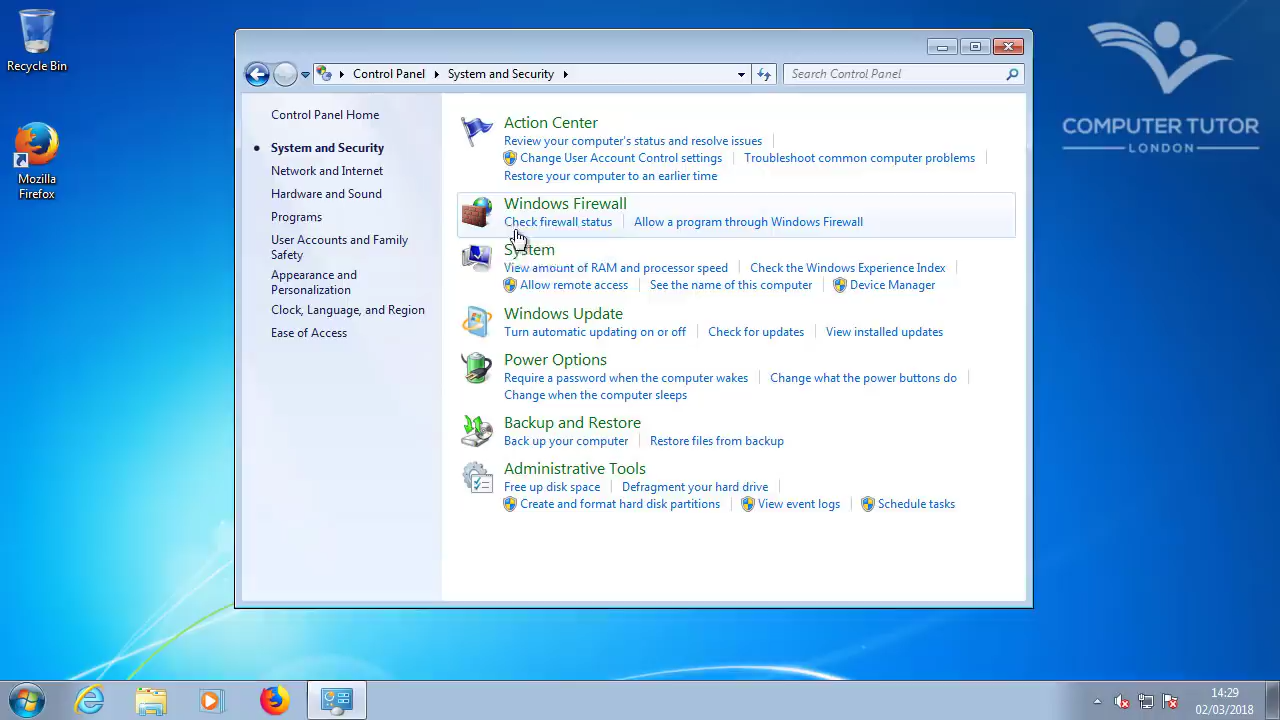 Recycle Bin
Mozilla
Firefox
COMPUTER TUTOR
LONDON
Control Panel
System and Security
Search Control Panel
Control Panel Home
System and Security
Network and Internet
Hardware and Sound
Programs
User Accounts and Family
Safety
Appearance and
Personalization
Clock, Language, and Region
Ease of Access
Action Center
Review your computer's status and resolve issues
Change User Account Control settings Troubleshoot common computer problems
Restore your computer to an earlier time
Windows Firewall
Check firewall status Allow a program through Windows Firewall
System
View amount of RAM and processor speed Check the Windows Experience Index
Allow remote access See the name of this computer Device Manager
Windows Update
Turn automatic updating on or off Check for updates View installed updates
Power Options
Require a password when the computer wakes Change what the power buttons do
Change when the computer sleeps
Backup and Restore
Back up your computer Restore files from backup
Administrative Tools
Free up disk space Defragment your hard drive
Create and format hard disk partitions View event logs Schedule tasks
14:29
02/03/2018